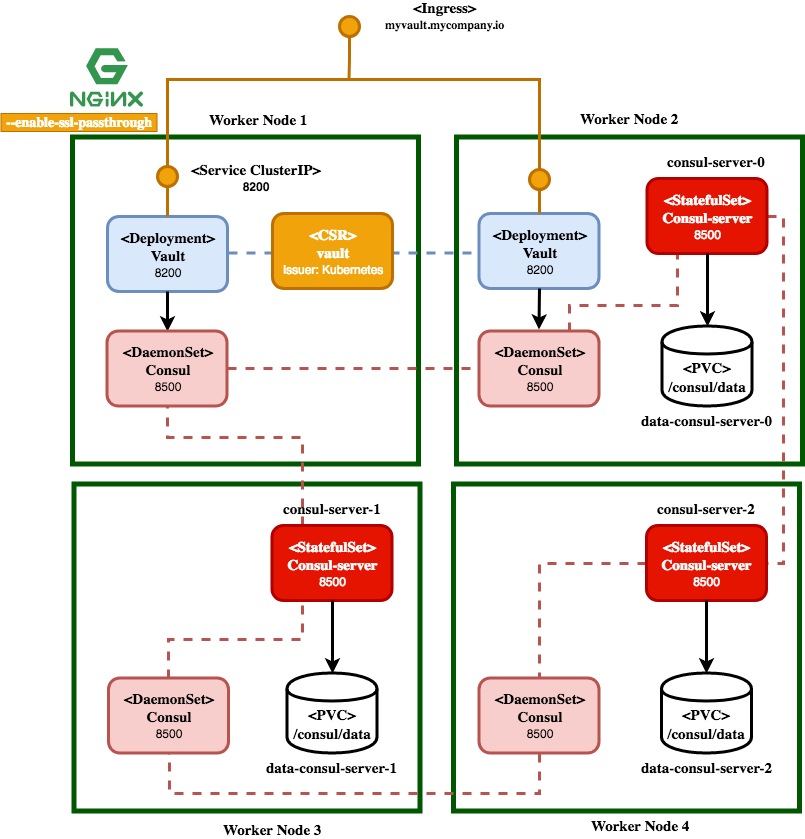 <Ingress>
myvault.mycompany.io
NGINX
--enable-ssl-passthrough
Worker Node 1
Worker Node 2
<Service ClusterIP>
8200
consul-server-0
<Deployment>
Vault
8200
<CSR>
vault
Issuer: Kubernetes
<Deployment>
Vault
8200
<StatefulSet>
Consul-server
8500
<DaemonSet>
Consul
8500
<DaemonSet>
Consul
8500
<PVC>
/consul/data
data-consul-server-0
consul-server-1
<StatefulSet>
Consul-server
8500
consul-server-2
<StatefulSet>
Consul-server
8500
<DaemonSet>
Consul
8500
<PVC>
/consul/data
data-consul-server-1
<DaemonSet>
Consul
8500
<PVC>
/consul/data
data-consul-server-2
Worker Node 3
Worker Node 4